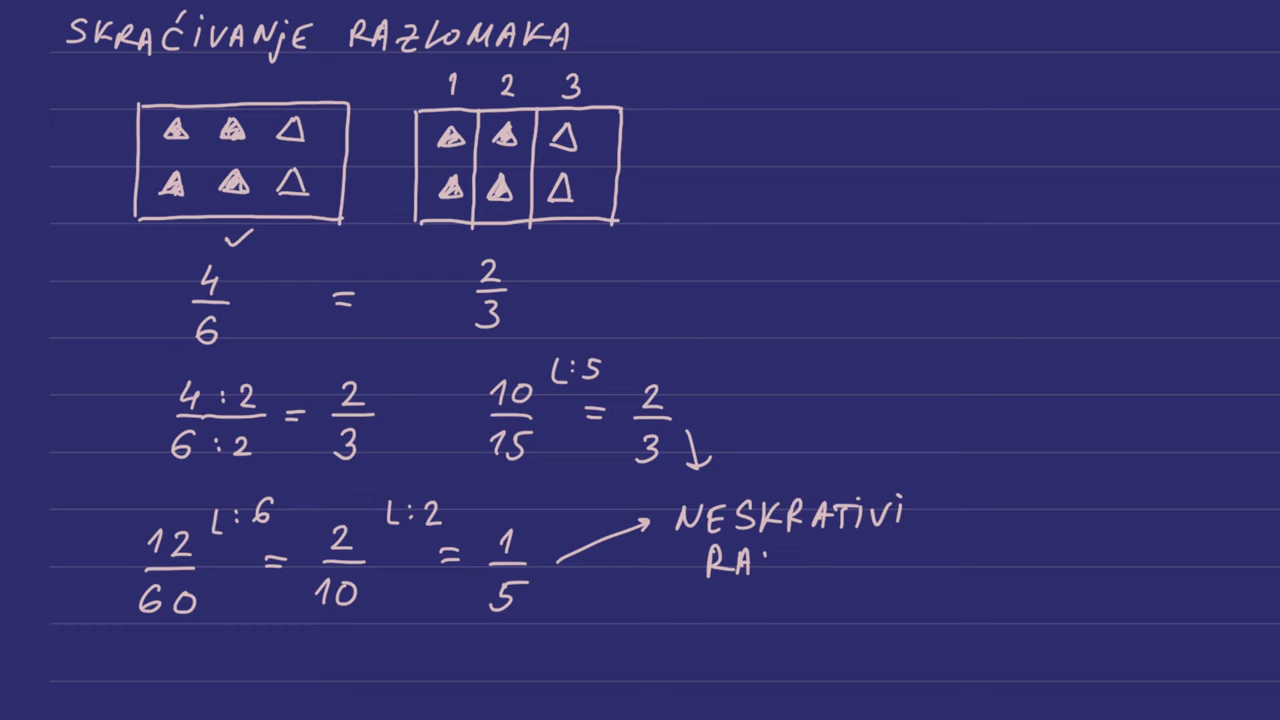 SKRAĆIVANJE RAZLOMAKA
1 2 3
4/6 = 2/3
4:2/6:2 = 2/3
10/15 L:5 = 2/3
12/60 L:6 = 2/10 L:2 = 1/5
NESKRATIVI
RA